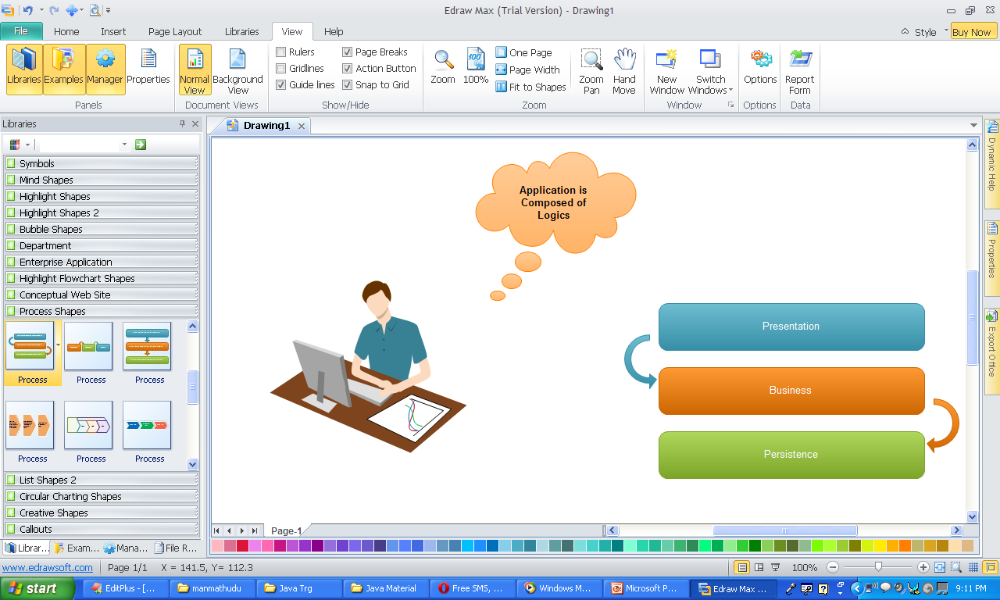 Edraw Max (Trial Version) - Drawing1
File Home Insert Page Layout Libraries View Help Style Buy Now
Libraries Examples Manager Properties
Panels
Normal View
Background View
Document Views
Rulers
Gridlines
Guide lines
Page Breaks
Action Button
Snap to Grid
Show/Hide
Zoom
100
100%
One Page
Page Width
Fit to Shapes
Zoom
Zoom Pan
Hand Move
New Window
Switch Windows
Window
Options
Options
Report Form
Data
Libraries
Symbols
Mind Shapes
Highlight Shapes
Highlight Shapes 2
Bubble Shapes
Department
Enterprise Application
Highlight Flowchart Shapes
Conceptual Web Site
Process Shapes
Process Process Process
Process Process Process
List Shapes 2
Circular Charting Shapes
Creative Shapes
Callouts
Librar... Exam... Mana... File R...
Drawing1
Application is
Composed of
Logics
Presentation
Business
Persistence
Page-1
Dynamic Help
Properties
Export Office
www.edrawsoft.com Page 1/1 X = 141.5, Y= 112.3 100%
start EditPlus - [... manmathudu Java Trg Java Material Free SMS, ... Windows M... Microsoft P... Edraw Max ... 9:11 PM